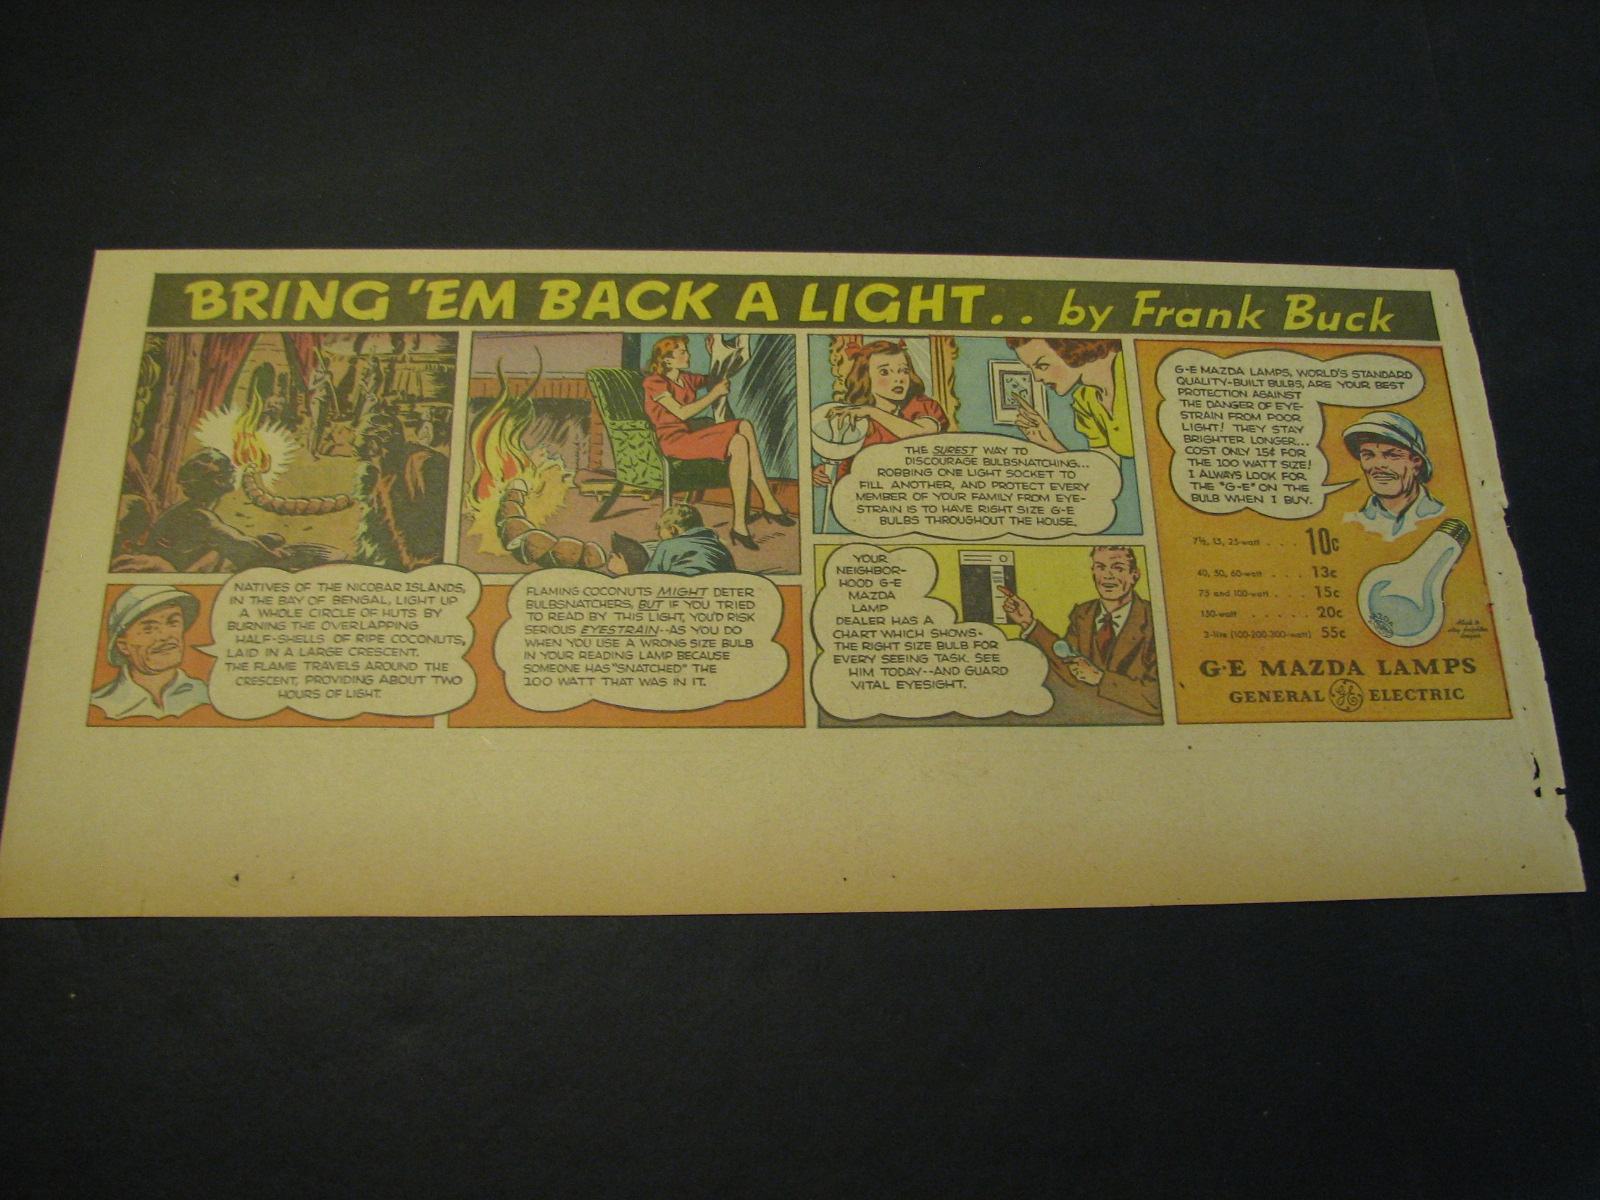 BRING 'EM BACK A LIGHT.. by Frank Buck
NATIVES OF THE NICOBAR ISLANDS,
IN THE BAY OF BENGAL, LIGHT UP
A WHOLE CIRCLE OF HUTS BY
BURNING THE OVERLAPPING
HALF-SHELLS OF RIPE COCONUTS,
LAID IN A LARGE CRESCENT.
THE FLAME TRAVELS AROUND THE
CRESCENT, PROVIDING ABOUT TWO
HOURS OF LIGHT.
FLAMING COCONUTS MIGHT DETER
BULBSNATCHERS, BUT IF YOU TRIED
TO READ BY THIS LIGHT, YOU'D RISK
SERIOUS EYESTRAIN--AS YOU DO
WHEN YOU USE A WRONG SIZE BULB
IN YOUR READING LAMP BECAUSE
SOMEONE HAS "SNATCHED" THE
100 WATT THAT WAS IN IT.
THE SUREST WAY TO
DISCOURAGE BULBSNATCHING...
ROBBING ONE LIGHT SOCKET TO
FILL ANOTHER, AND PROTECT EVERY
MEMBER OF YOUR FAMILY FROM EYE-
STRAIN IS TO HAVE RIGHT SIZE G-E
BULBS THROUGHOUT THE HOUSE.
YOUR
NEIGHBOR-
HOOD G-E
MAZDA
LAMP
DEALER HAS A
CHART WHICH SHOWS-
THE RIGHT SIZE BULB FOR
EVERY SEEING TASK. SEE
HIM TODAY--AND GUARD
VITAL EYESIGHT.
G-E MAZDA LAMPS, WORLD'S STANDARD
QUALITY-BUILT BULBS, ARE YOUR BEST
PROTECTION AGAINST
THE DANGER OF EYE-
STRAIN FROM POOR
LIGHT! THEY STAY
BRIGHTER LONGER...
COST ONLY 15¢ FOR
THE 100 WATT SIZE!
I ALWAYS LOOK FOR
THE "G-E" ON THE
BULB WHEN I BUY.
7½, 15, 25-watt . . . . 10c
40, 50, 60-watt . . . . 13c
75 and 100-watt . . . . 15c
150-watt . . . . 20c
3-lite (100-200-300-watt) 55c
Made to
stay brighter
longer
G-E MAZDA LAMPS
GENERAL GE ELECTRIC